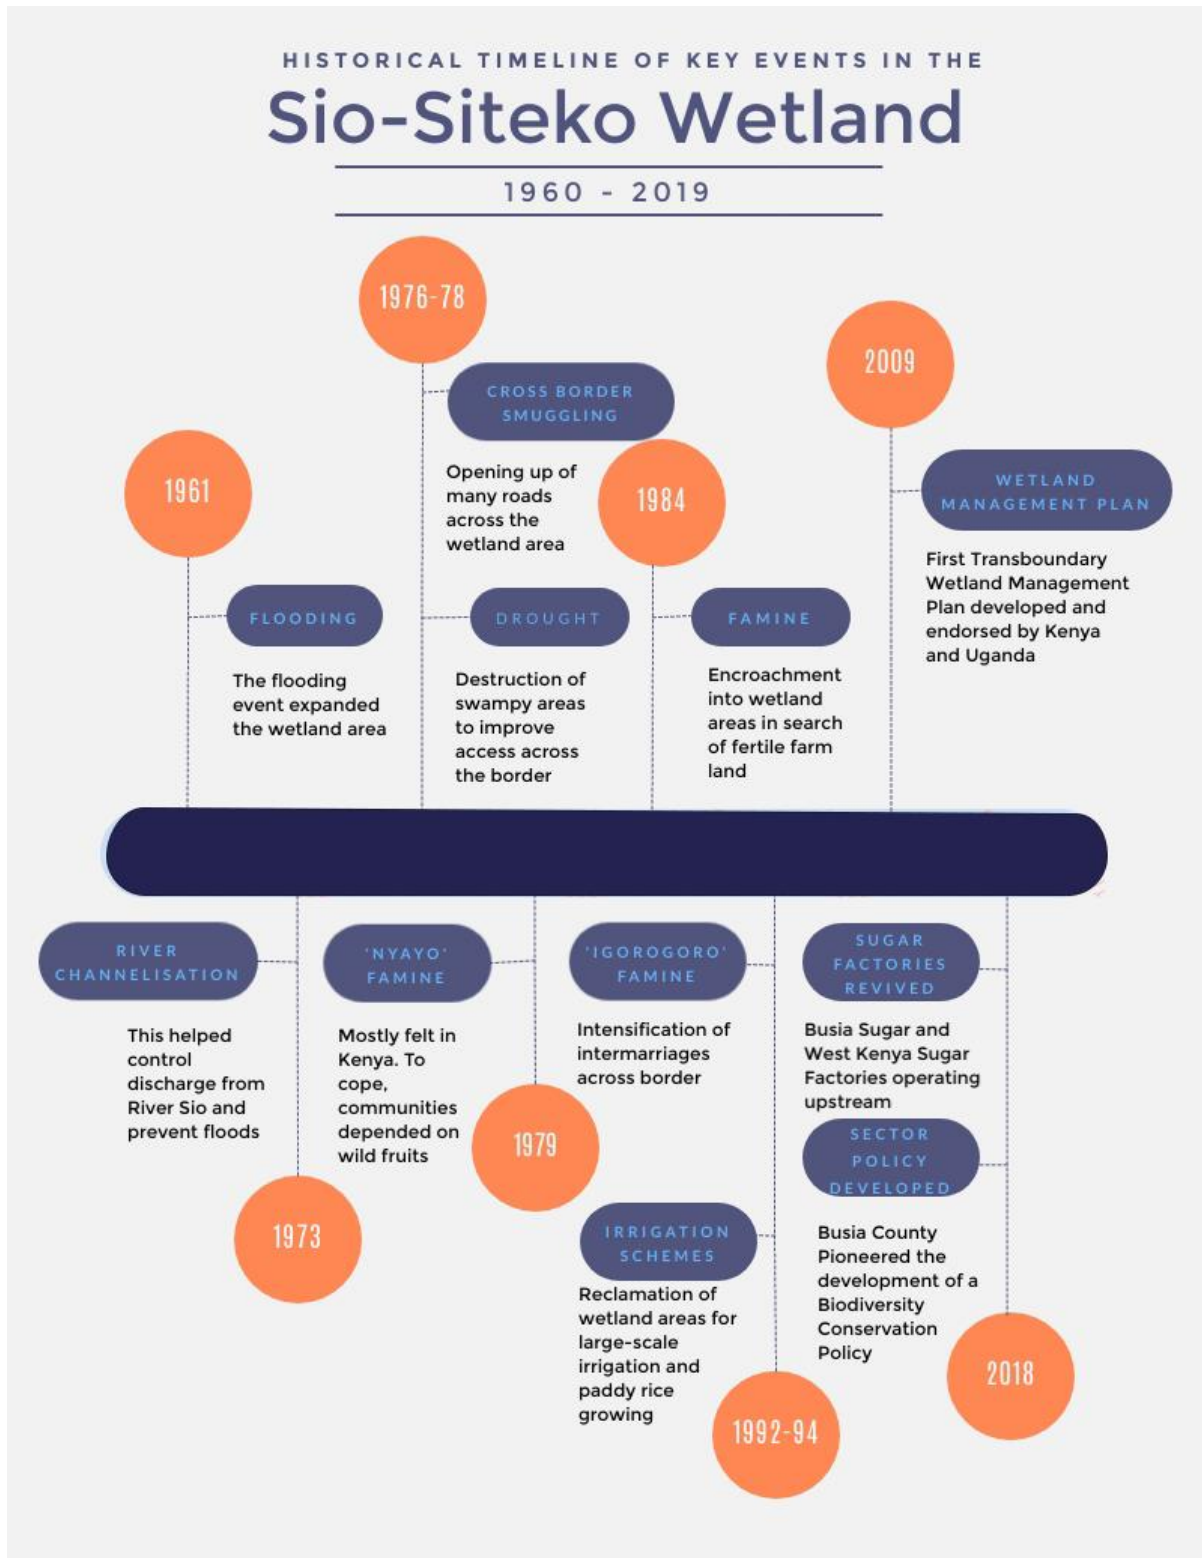 HISTORICAL TIMELINE OF KEY EVENTS IN THE
Sio-Siteko Wetland
1960 - 2019
1961
FLOODING
The flooding
event expanded
the wetland area
1976-78
CROSS BORDER
SMUGGLING
Opening up of
many roads
across the
wetland area
DROUGHT
Destruction of
swampy areas
to improve
access across
the border
1984
FAMINE
Encroachment
into wetland
areas in search
of fertile farm
land
2009
WETLAND
MANAGEMENT PLAN
First Transboundary
Wetland Management
Plan developed and
endorsed by Kenya
and Uganda
RIVER
CHANNELISATION
This helped
control
discharge from
River Sio and
prevent floods
1973
'NYAYO'
FAMINE
Mostly felt in
Kenya. To
cope,
communities
depended on
wild fruits
1979
'IGOROGORO'
FAMINE
Intensification of
intermarriages
across border
IRRIGATION
SCHEMES
Reclamation of
wetland areas for
large-scale
irrigation and
paddy rice
growing
1992-94
SUGAR
FACTORIES
REVIVED
Busia Sugar and
West Kenya Sugar
Factories operating
upstream
SECTOR
POLICY
DEVELOPED
Busia County
Pioneered the
development of a
Biodiversity
Conservation
Policy
2018